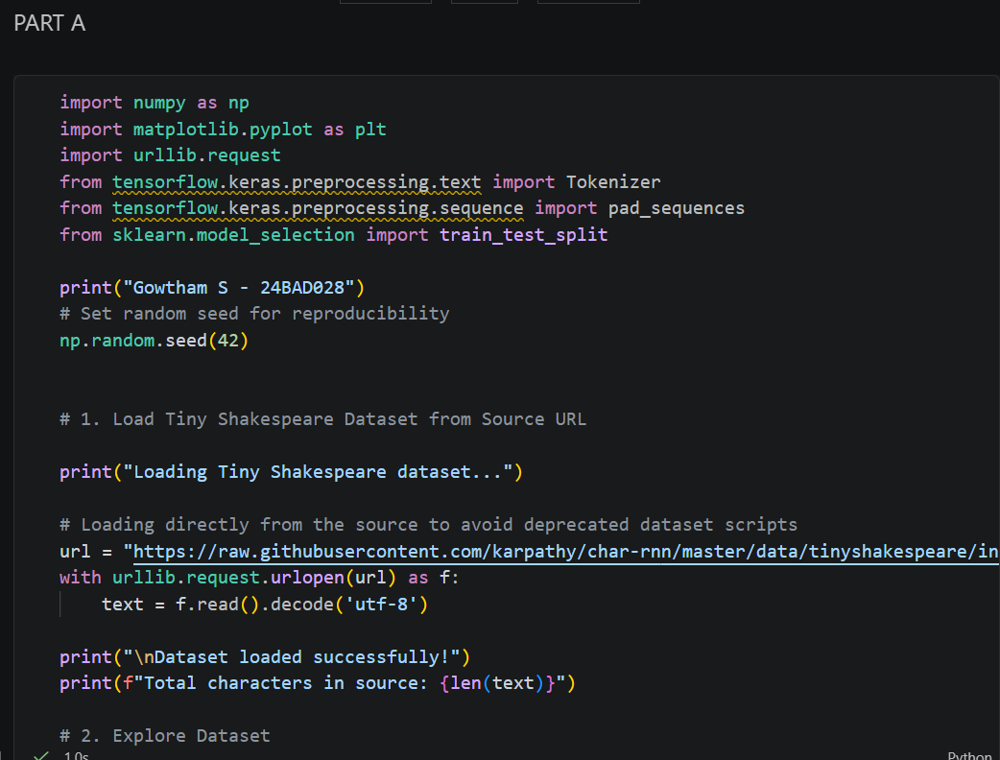 PART A
import numpy as np
import matplotlib.pyplot as plt
import urllib.request
from tensorflow.keras.preprocessing.text import Tokenizer
from tensorflow.keras.preprocessing.sequence import pad_sequences
from sklearn.model_selection import train_test_split
print("Gowtham S - 24BAD028")
# Set random seed for reproducibility
np.random.seed(42)
# 1. Load Tiny Shakespeare Dataset from Source URL
print("Loading Tiny Shakespeare dataset...")
# Loading directly from the source to avoid deprecated dataset scripts
url = "https://raw.githubusercontent.com/karpathy/char-rnn/master/data/tinyshakespeare/in
with urllib.request.urlopen(url) as f:
    text = f.read().decode('utf-8')
print("\nDataset loaded successfully!")
print(f"Total characters in source: {len(text)}")
# 2. Explore Dataset
1.0s
Python